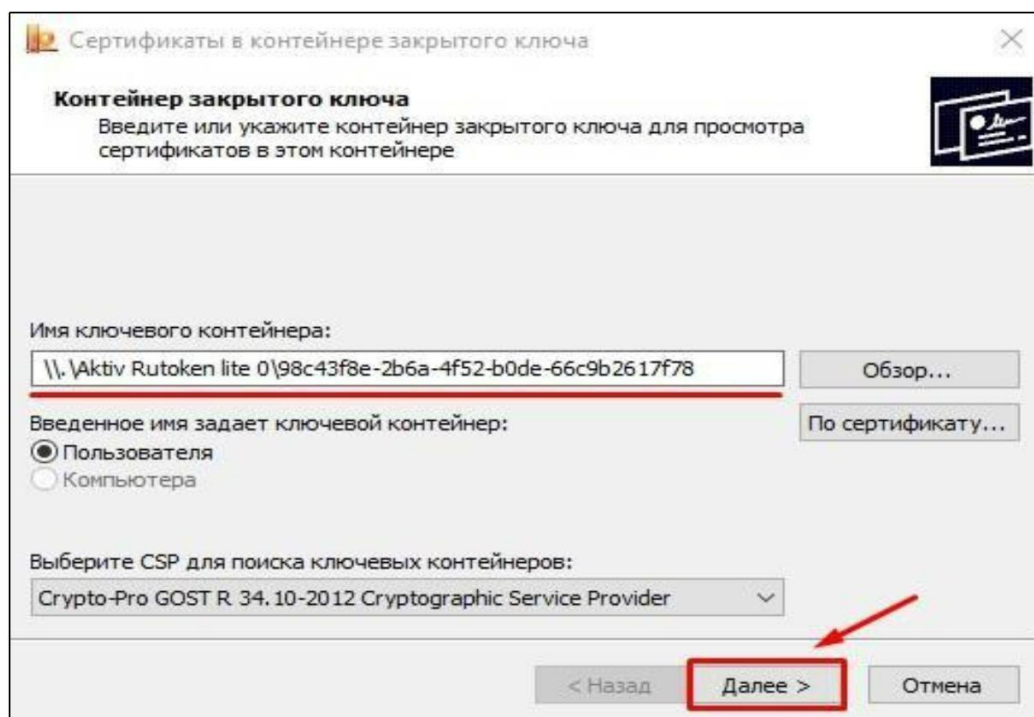 Сертификаты в контейнере закрытого ключа
Контейнер закрытого ключа
Введите или укажите контейнер закрытого ключа для просмотра
сертификатов в этом контейнере
Имя ключевого контейнера:
\\.\Aktiv Rutoken lite 0\98c43f8e-2b6a-4f52-b0de-66c9b2617f78
Обзор...
Введенное имя задает ключевой контейнер:
По сертификату...
Пользователя
Компьютера
Выберите CSP для поиска ключевых контейнеров:
Crypto-Pro GOST R 34.10-2012 Cryptographic Service Provider
< Назад
Далее >
Отмена